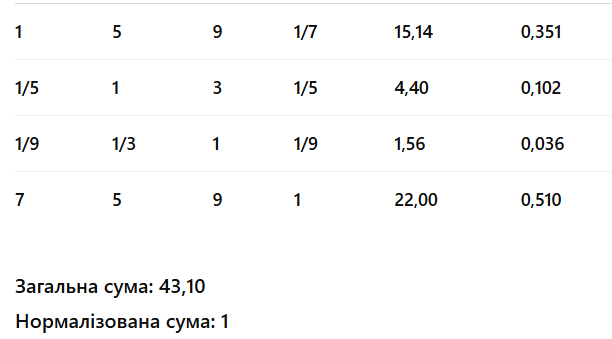 1 5 9 1/7 15,14 0,351
1/5 1 3 1/5 4,40 0,102
1/9 1/3 1 1/9 1,56 0,036
7 5 9 1 22,00 0,510
Загальна сума: 43,10
Нормалізована сума: 1